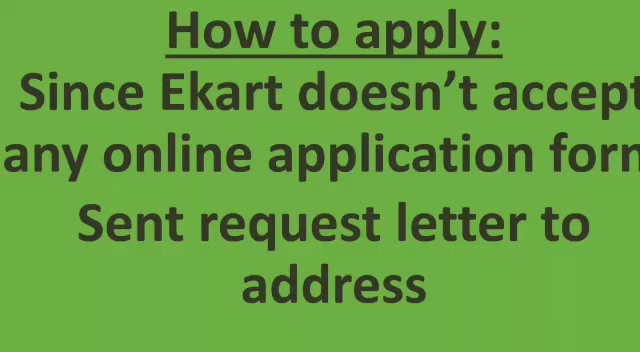 How to apply:
Since Ekart doesn’t accept
any online application form
Sent request letter to
address